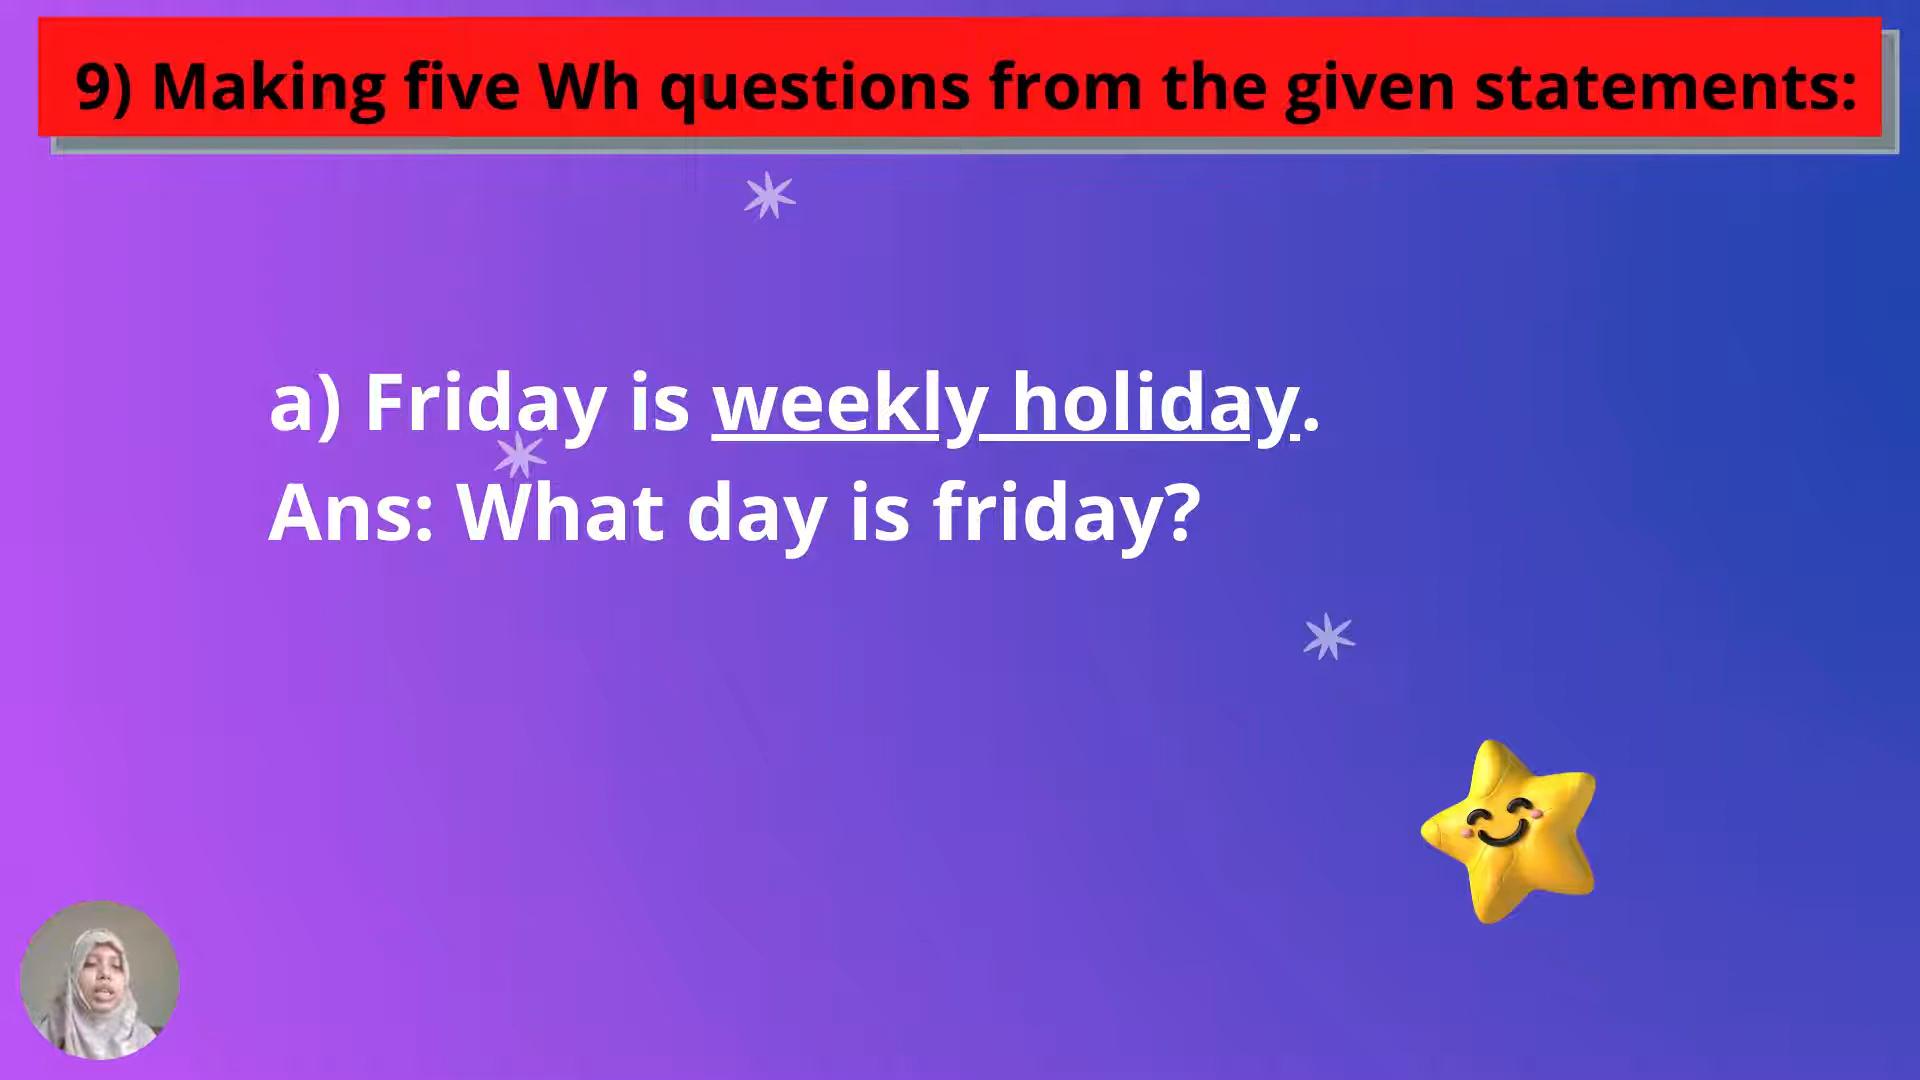 9) Making five Wh questions from the given statements:
a) Friday is weekly holiday.
Ans: What day is friday?